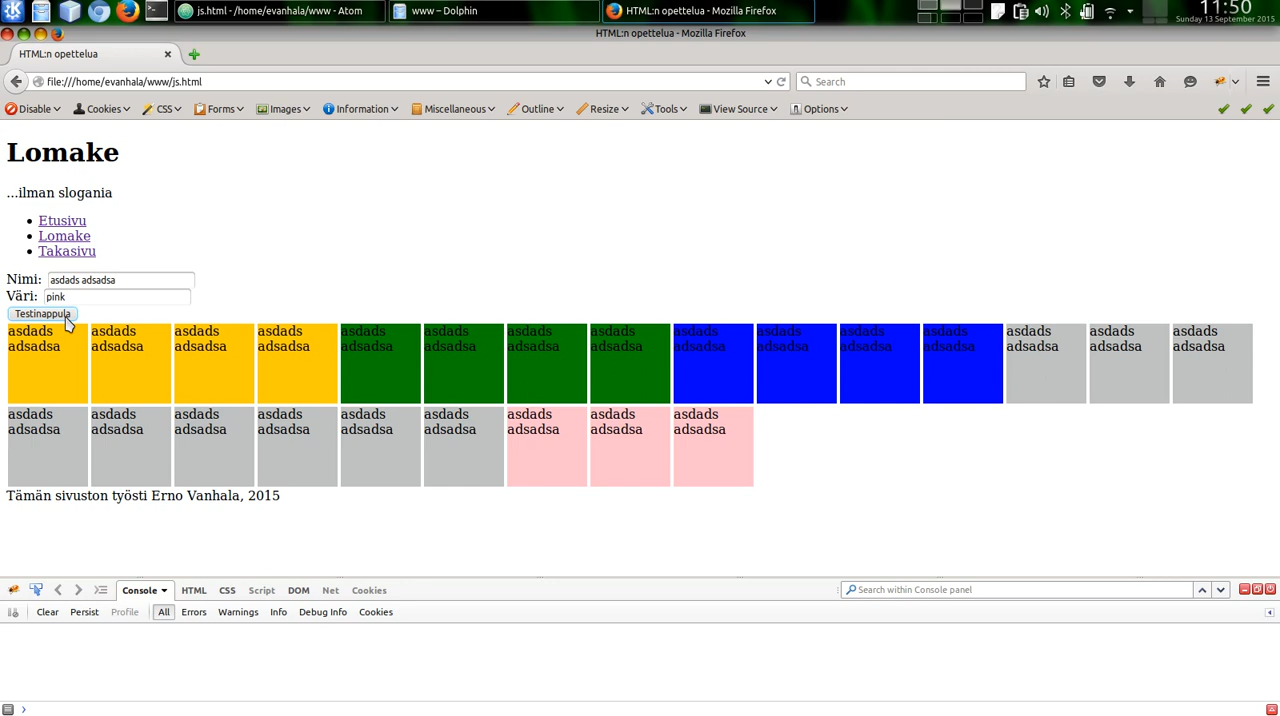 js.html - /home/evanhala/www - Atom
www – Dolphin
HTML:n opettelua - Mozilla Firefox
11:50
Sunday 13 September 2015
HTML:n opettelua - Mozilla Firefox
HTML:n opettelua
file:///home/evanhala/www/js.html
Search
Disable Cookies CSS Forms Images Information Miscellaneous Outline Resize Tools View Source Options
Lomake
...ilman slogania
Etusivu
Lomake
Takasivu
Nimi: asdads adsadsa
Väri: pink
Testinappula
asdads asdads asdads asdads asdads asdads asdads asdads asdads asdads asdads asdads asdads asdads asdads
adsadsa adsadsa adsadsa adsadsa adsadsa adsadsa adsadsa adsadsa adsadsa adsadsa adsadsa adsadsa adsadsa adsadsa adsadsa
asdads asdads asdads asdads asdads asdads asdads asdads asdads
adsadsa adsadsa adsadsa adsadsa adsadsa adsadsa adsadsa adsadsa adsadsa
Tämän sivuston työsti Erno Vanhala, 2015
Console HTML CSS Script DOM Net Cookies
Search within Console panel
Clear Persist Profile All Errors Warnings Info Debug Info Cookies